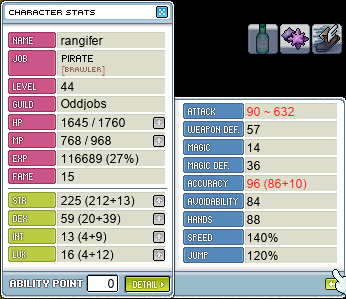 CHARACTER STATS
NAME rangifer
JOB PIRATE
[BRAWLER]
LEVEL 44
GUILD Oddjobs
HP 1645 / 1760
MP 768 / 968
EXP. 116689 (27%)
FAME 15
STR 225 (212+13)
DEX 59 (20+39)
INT 13 (4+9)
LUK 16 (4+12)
ABILITY POINT 0 DETAIL
ATTACK 90 ~ 632
WEAPON DEF. 57
MAGIC 14
MAGIC DEF. 36
ACCURACY 96 (86+10)
AVOIDABILITY 84
HANDS 88
SPEED 140%
JUMP 120%